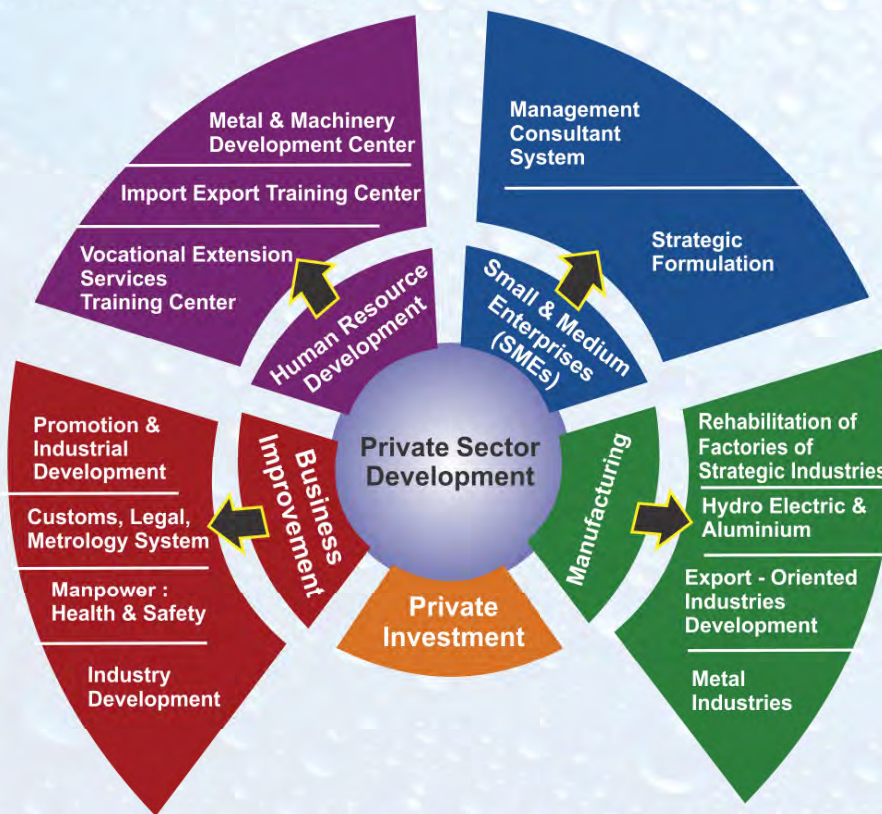 Metal & Machinery
Development Center
Import Export Training Center
Vocational Extension
Services
Training Center
Human Resource
Development
Management
Consultant
System
Strategic
Formulation
Small & Medium
Enterprises
(SMEs)
Private Sector
Development
Promotion &
Industrial
Development
Customs, Legal,
Metrology System
Manpower :
Health & Safety
Industry
Development
Business
Improvement
Private
Investment
Manufacturing
Rehabilitation of
Factories of
Strategic Industries
Hydro Electric &
Aluminium
Export - Oriented
Industries
Development
Metal
Industries